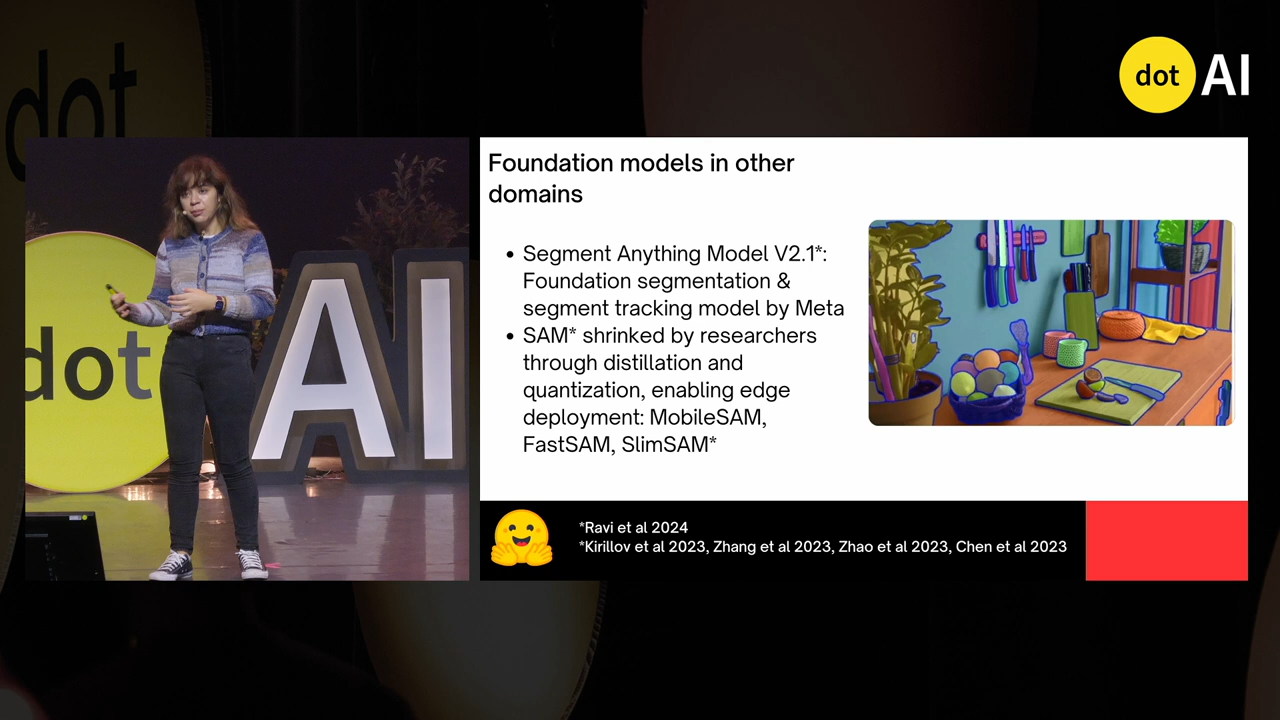 dot
dot AI
dot
AI
Foundation models in other
domains
• Segment Anything Model V2.1*:
Foundation segmentation &
segment tracking model by Meta
• SAM* shrinked by researchers
through distillation and
quantization, enabling edge
deployment: MobileSAM,
FastSAM, SlimSAM*
*Ravi et al 2024
*Kirillov et al 2023, Zhang et al 2023, Zhao et al 2023, Chen et al 2023